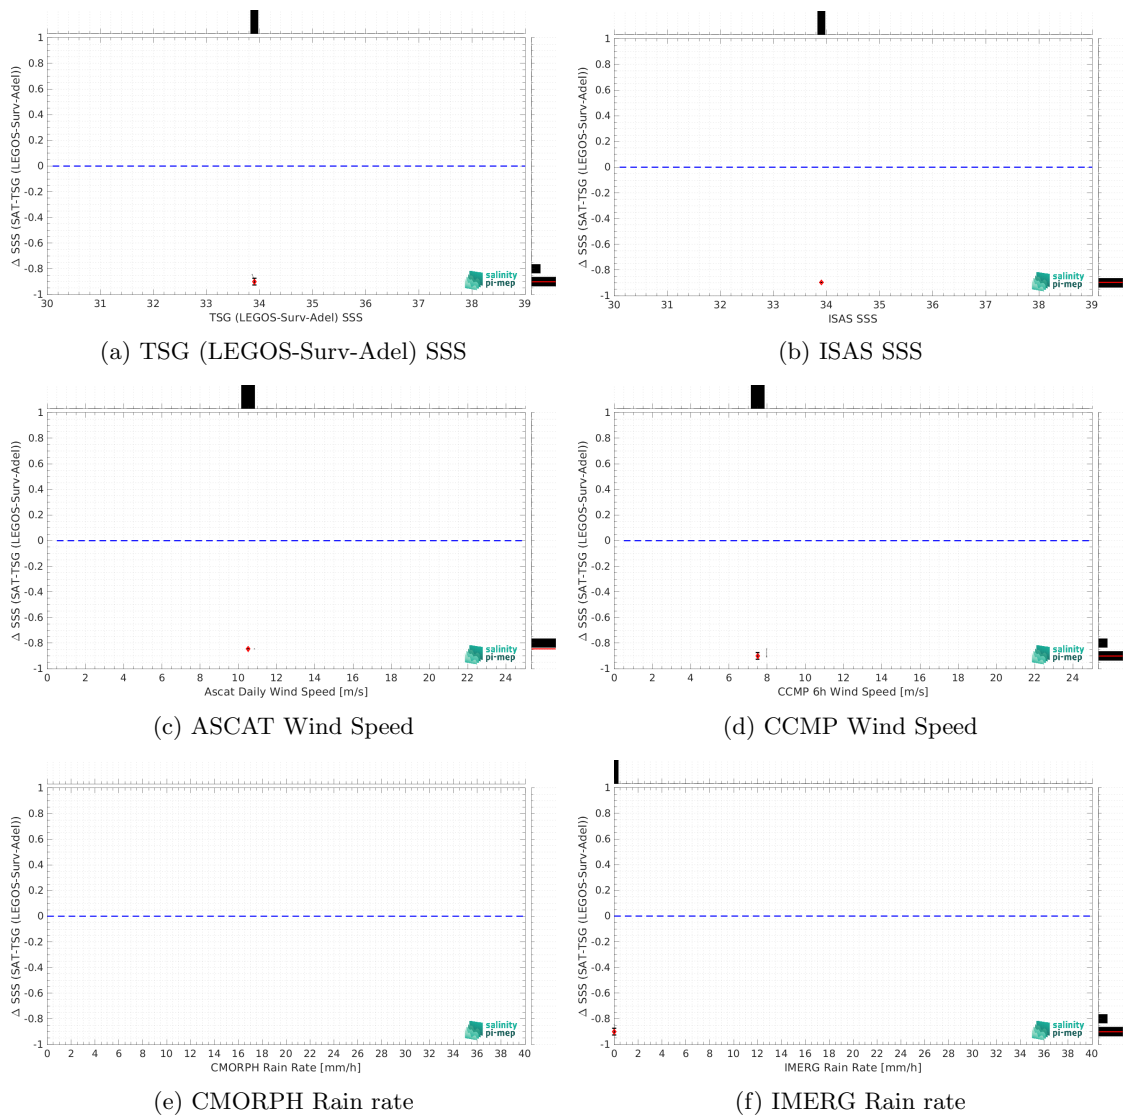 1
0.8
0.6
0.4
0.2
0
-0.2
-0.4
-0.6
-0.8
-1
Δ SSS (SAT-TSG (LEGOS-Surv-Adel))
30 31 32 33 34 35 36 37 38 39
TSG (LEGOS-Surv-Adel) SSS
salinity
pi-mep
(a) TSG (LEGOS-Surv-Adel) SSS
1
0.8
0.6
0.4
0.2
0
-0.2
-0.4
-0.6
-0.8
-1
Δ SSS (SAT-TSG (LEGOS-Surv-Adel))
30 31 32 33 34 35 36 37 38 39
ISAS SSS
salinity
pi-mep
(b) ISAS SSS
1
0.8
0.6
0.4
0.2
0
-0.2
-0.4
-0.6
-0.8
-1
Δ SSS (SAT-TSG (LEGOS-Surv-Adel))
0 2 4 6 8 10 12 14 16 18 20 22 24
Ascat Daily Wind Speed [m/s]
salinity
pi-mep
(c) ASCAT Wind Speed
1
0.8
0.6
0.4
0.2
0
-0.2
-0.4
-0.6
-0.8
-1
Δ SSS (SAT-TSG (LEGOS-Surv-Adel))
0 2 4 6 8 10 12 14 16 18 20 22 24
CCMP 6h Wind Speed [m/s]
salinity
pi-mep
(d) CCMP Wind Speed
1
0.8
0.6
0.4
0.2
0
-0.2
-0.4
-0.6
-0.8
-1
Δ SSS (SAT-TSG (LEGOS-Surv-Adel))
0 2 4 6 8 10 12 14 16 18 20 22 24 26 28 30 32 34 36 38 40
CMORPH Rain Rate [mm/h]
salinity
pi-mep
(e) CMORPH Rain rate
1
0.8
0.6
0.4
0.2
0
-0.2
-0.4
-0.6
-0.8
-1
Δ SSS (SAT-TSG (LEGOS-Surv-Adel))
0 2 4 6 8 10 12 14 16 18 20 22 24 26 28 30 32 34 36 38 40
IMERG Rain Rate [mm/h]
salinity
pi-mep
(f) IMERG Rain rate